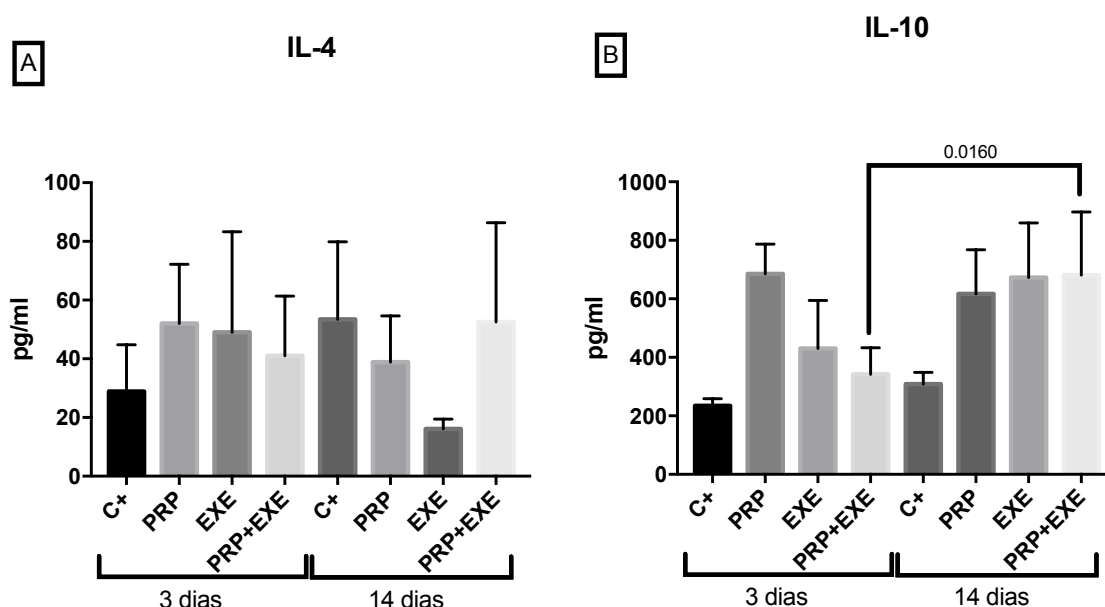 A
IL-4
pg/ml
100
80
60
40
20
0
C+
PRP
EXE
PRP+EXE
C+
PRP
EXE
PRP+EXE
3 dias
14 dias
B
IL-10
0.0160
pg/ml
1000
800
600
400
200
0
C+
PRP
EXE
PRP+EXE
C+
PRP
EXE
PRP+EXE
3 dias
14 dias